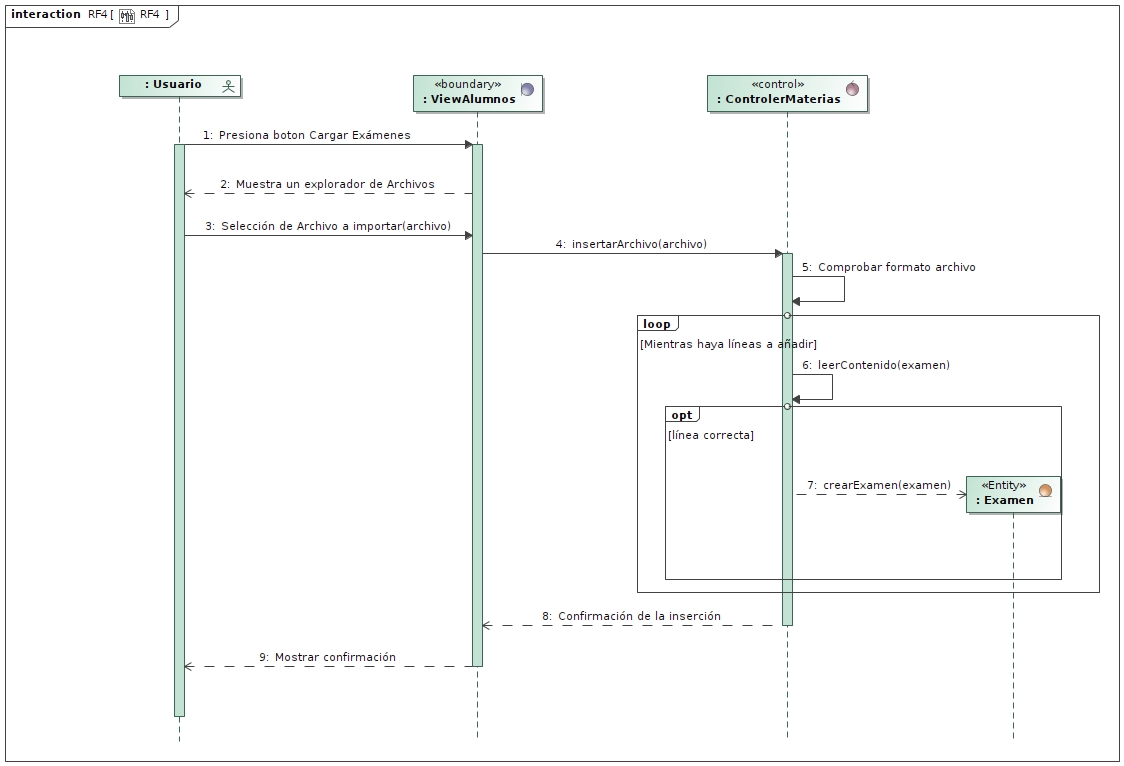 interaction RF4 [ RF4 ]
: Usuario
«boundary»
: ViewAlumnos
«control»
: ControlerMaterias
1: Presiona boton Cargar Exámenes
2: Muestra un explorador de Archivos
3: Selección de Archivo a importar(archivo)
4: insertarArchivo(archivo)
5: Comprobar formato archivo
loop
[Mientras haya líneas a añadir]
6: leerContenido(examen)
opt
[línea correcta]
7: crearExamen(examen)
«Entity»
: Examen
8: Confirmación de la inserción
9: Mostrar confirmación